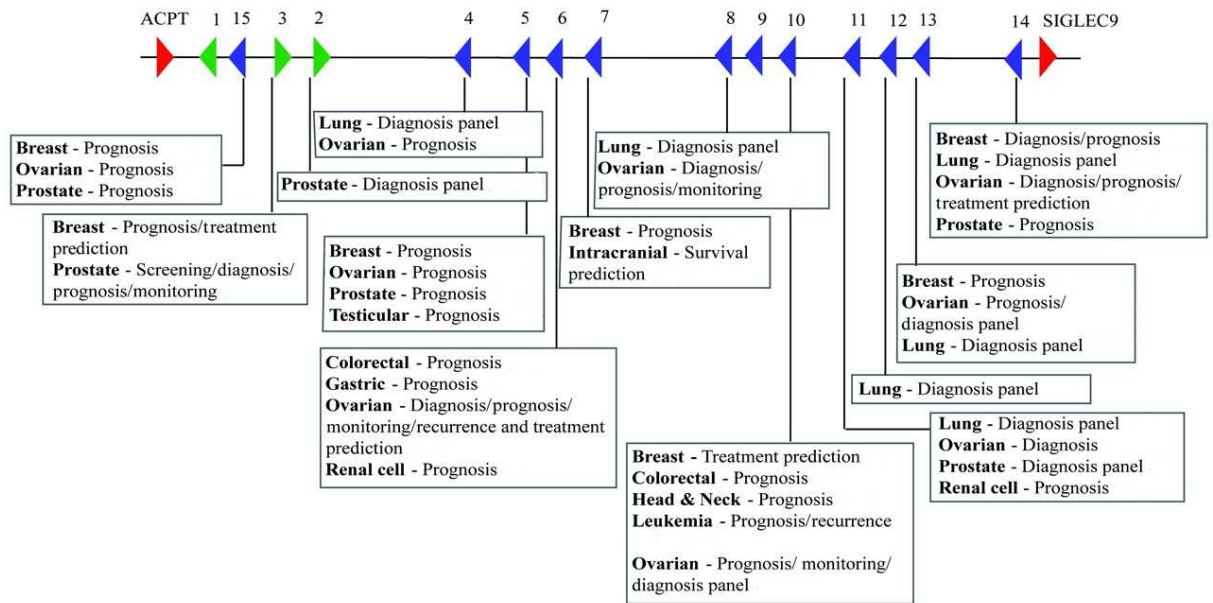 ACPT 1 15 3 2 4 5 6 7 8 9 10 11 12 13 14 SIGLEC9
Breast - Prognosis
Ovarian - Prognosis
Prostate - Prognosis
Breast - Prognosis/treatment
prediction
Prostate - Screening/diagnosis/
prognosis/monitoring
Prostate - Diagnosis panel
Lung - Diagnosis panel
Ovarian - Prognosis
Breast - Prognosis
Ovarian - Prognosis
Prostate - Prognosis
Testicular - Prognosis
Colorectal - Prognosis
Gastric - Prognosis
Ovarian - Diagnosis/prognosis/
monitoring/recurrence and treatment
prediction
Renal cell - Prognosis
Breast - Prognosis
Intracranial - Survival
prediction
Lung - Diagnosis panel
Ovarian - Diagnosis/
prognosis/monitoring
Breast - Treatment prediction
Colorectal - Prognosis
Head & Neck - Prognosis
Leukemia - Prognosis/recurrence
Ovarian - Prognosis/ monitoring/
diagnosis panel
Lung - Diagnosis panel
Ovarian - Diagnosis
Prostate - Diagnosis panel
Renal cell - Prognosis
Lung - Diagnosis panel
Breast - Prognosis
Ovarian - Prognosis/
diagnosis panel
Lung - Diagnosis panel
Breast - Diagnosis/prognosis
Lung - Diagnosis panel
Ovarian - Diagnosis/prognosis/
treatment prediction
Prostate - Prognosis